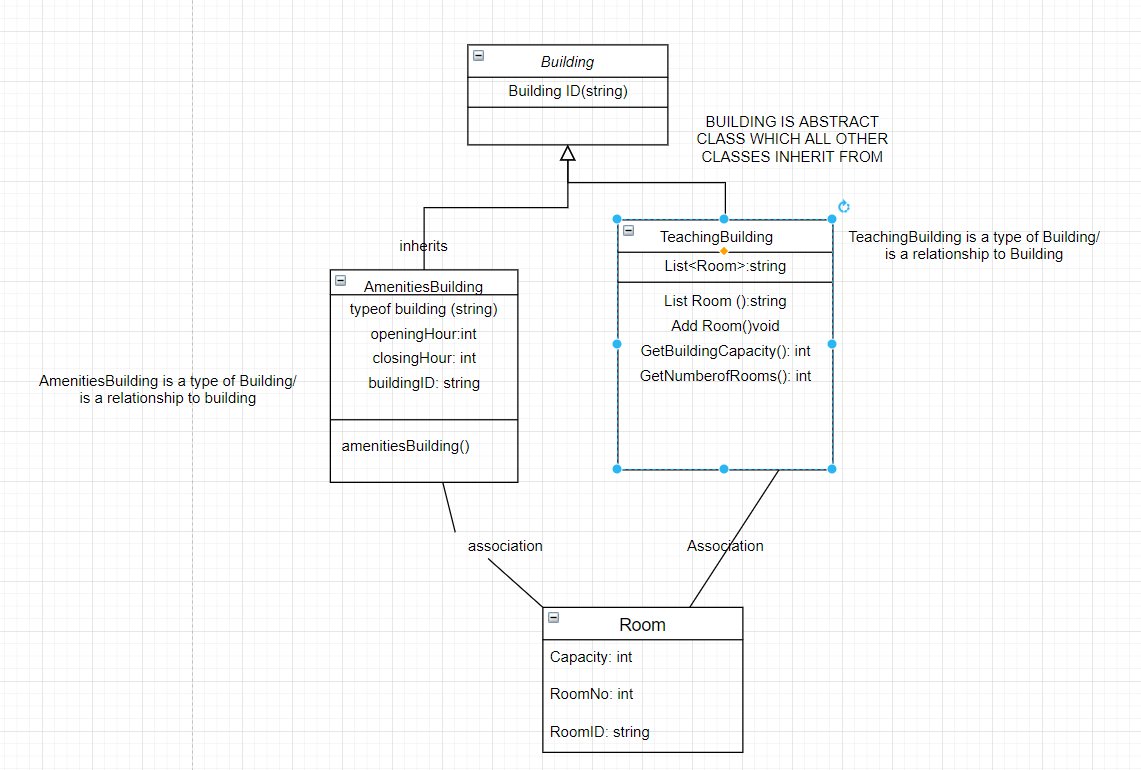 Building
Building ID(string)
BUILDING IS ABSTRACT
CLASS WHICH ALL OTHER
CLASSES INHERIT FROM
inherits
TeachingBuilding
List<Room>:string
List Room ():string
Add Room()void
GetBuildingCapacity(): int
GetNumberofRooms(): int
TeachingBuilding is a type of Building/
is a relationship to Building
AmenitiesBuilding
typeof building (string)
openingHour:int
closingHour: int
buildingID: string
amenitiesBuilding()
AmenitiesBuilding is a type of Building/
is a relationship to building
association
Association
Room
Capacity: int
RoomNo: int
RoomID: string